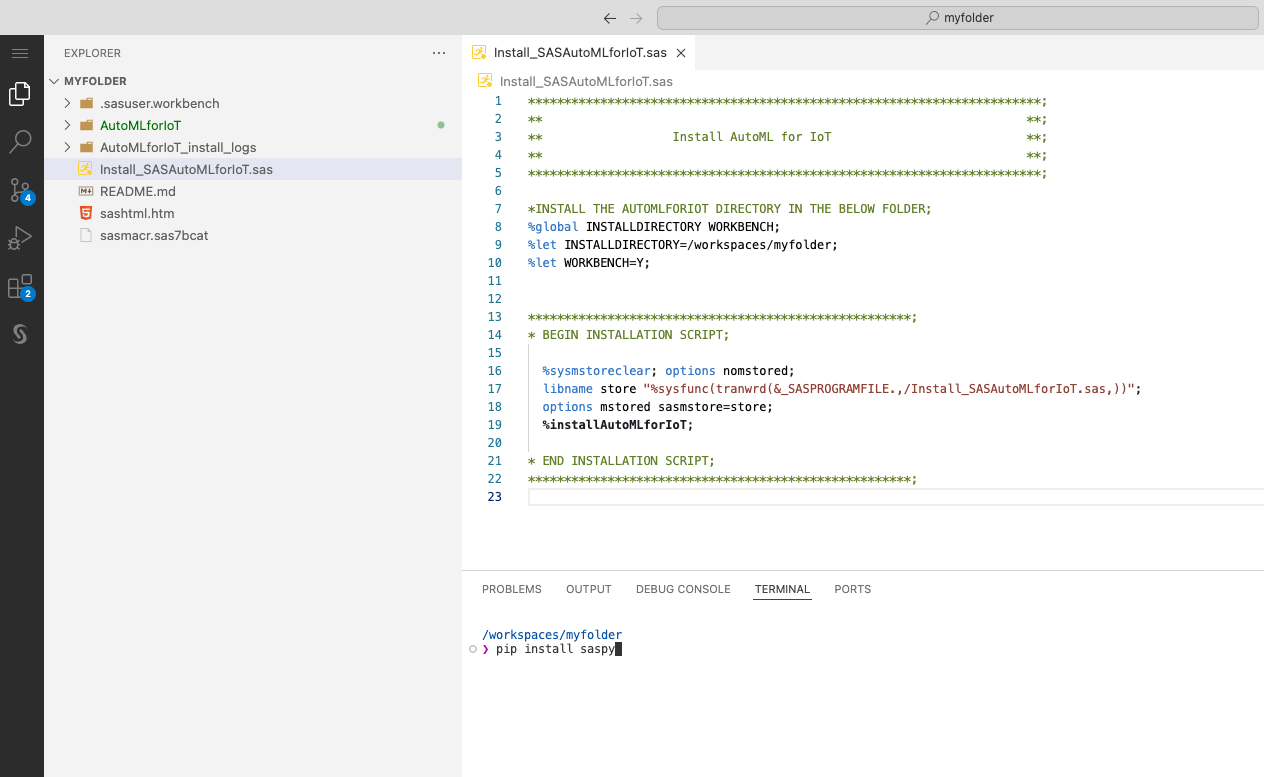 myfolder
EXPLORER
MYFOLDER
.sasuser.workbench
AutoMLforIoT
AutoMLforIoT_install_logs
Install_SASAutoMLforIoT.sas
README.md
sashtml.htm
sasmacr.sas7bcat
4
2
Install_SASAutoMLforIoT.sas
Install_SASAutoMLforIoT.sas
1 ***********************************************************************;
2 ** **;
3 ** Install AutoML for IoT **;
4 ** **;
5 ***********************************************************************;
6
7 *INSTALL THE AUTOMLFORIOT DIRECTORY IN THE BELOW FOLDER;
8 %global INSTALLDIRECTORY WORKBENCH;
9 %let INSTALLDIRECTORY=/workspaces/myfolder;
10 %let WORKBENCH=Y;
11
12
13 *****************************************************;
14 * BEGIN INSTALLATION SCRIPT;
15
16 %sysmstoreclear; options nomstored;
17 libname store "%sysfunc(tranwrd(&_SASPROGRAMFILE.,/Install_SASAutoMLforIoT.sas,))";
18 options mstored sasmstore=store;
19 %installAutoMLforIoT;
20
21 * END INSTALLATION SCRIPT;
22 *****************************************************;
23
PROBLEMS OUTPUT DEBUG CONSOLE TERMINAL PORTS
/workspaces/myfolder
❯ pip install saspy